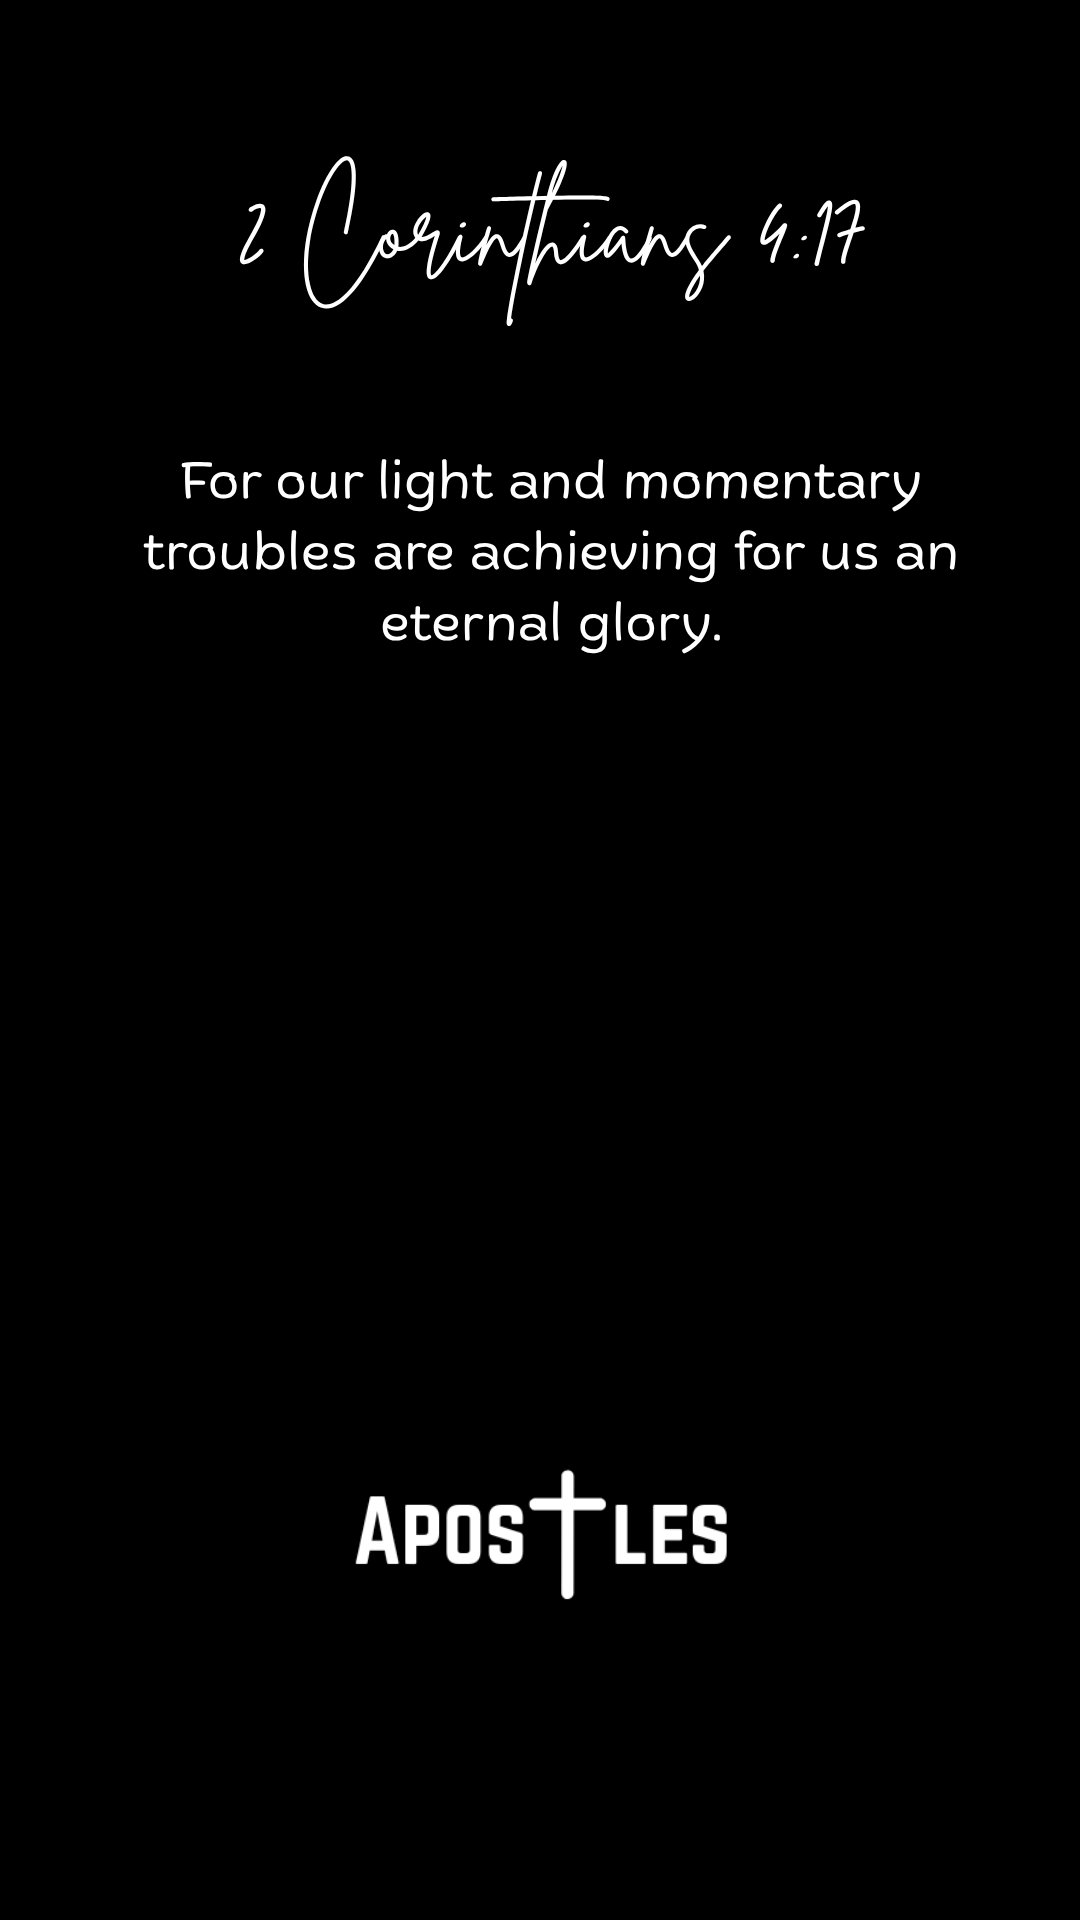 2 Corinthians 4:17
For our light and momentary
troubles are achieving for us an
eternal glory.
APOSTLES